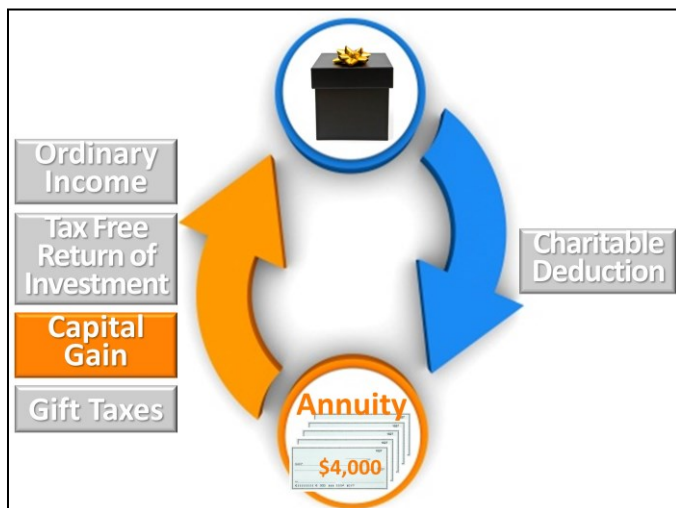 Ordinary
Income
Tax Free
Return of
Investment
Capital
Gain
Gift Taxes
Charitable
Deduction
Annuity
$4,000